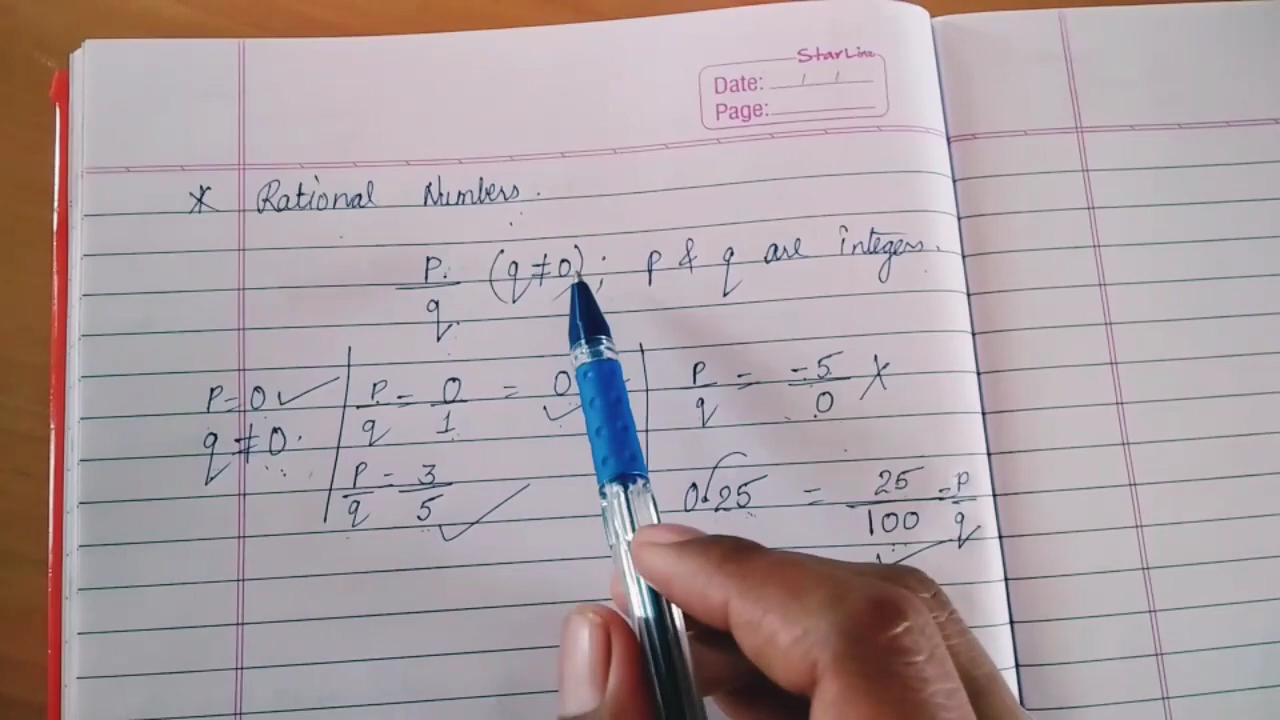 StarLine
Date: / /
Page:
* Rational Numbers.
p/q (q≠0); p & q are integers.
P=0 ✓
q≠0.
P/q = 0/1 = 0 ✓
P/q = 3/5 ✓
P/q = -5/0 ✗
0.25 = 25/100 = P/q ✓